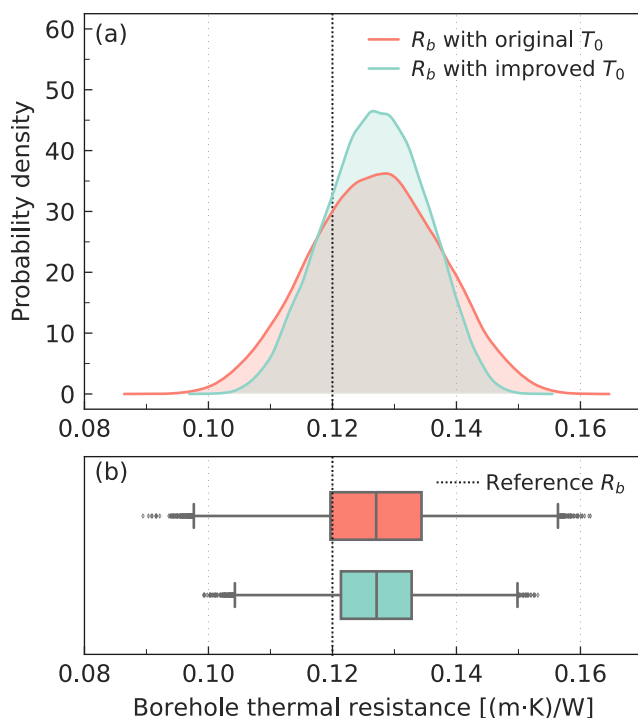 (a)
R_b with original T_0
R_b with improved T_0
Probability density
60
50
40
30
20
10
0
0.08 0.10 0.12 0.14 0.16
(b)
Reference R_b
0.08 0.10 0.12 0.14 0.16
Borehole thermal resistance [(m·K)/W]